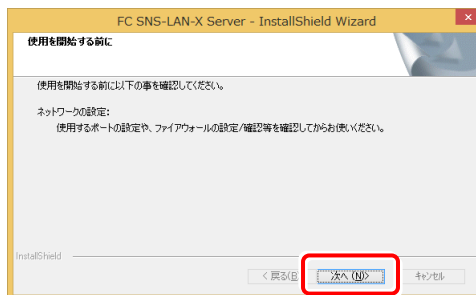 FC SNS-LAN-X Server - InstallShield Wizard
使用を開始する前に
使用を開始する前に以下の事を確認してください。
ネットワークの設定:
使用するポートの設定や、ファイアウォールの設定/確認等を確認してからお使いください。
InstallShield
< 戻る(B
次へ (N)>
キャンセル